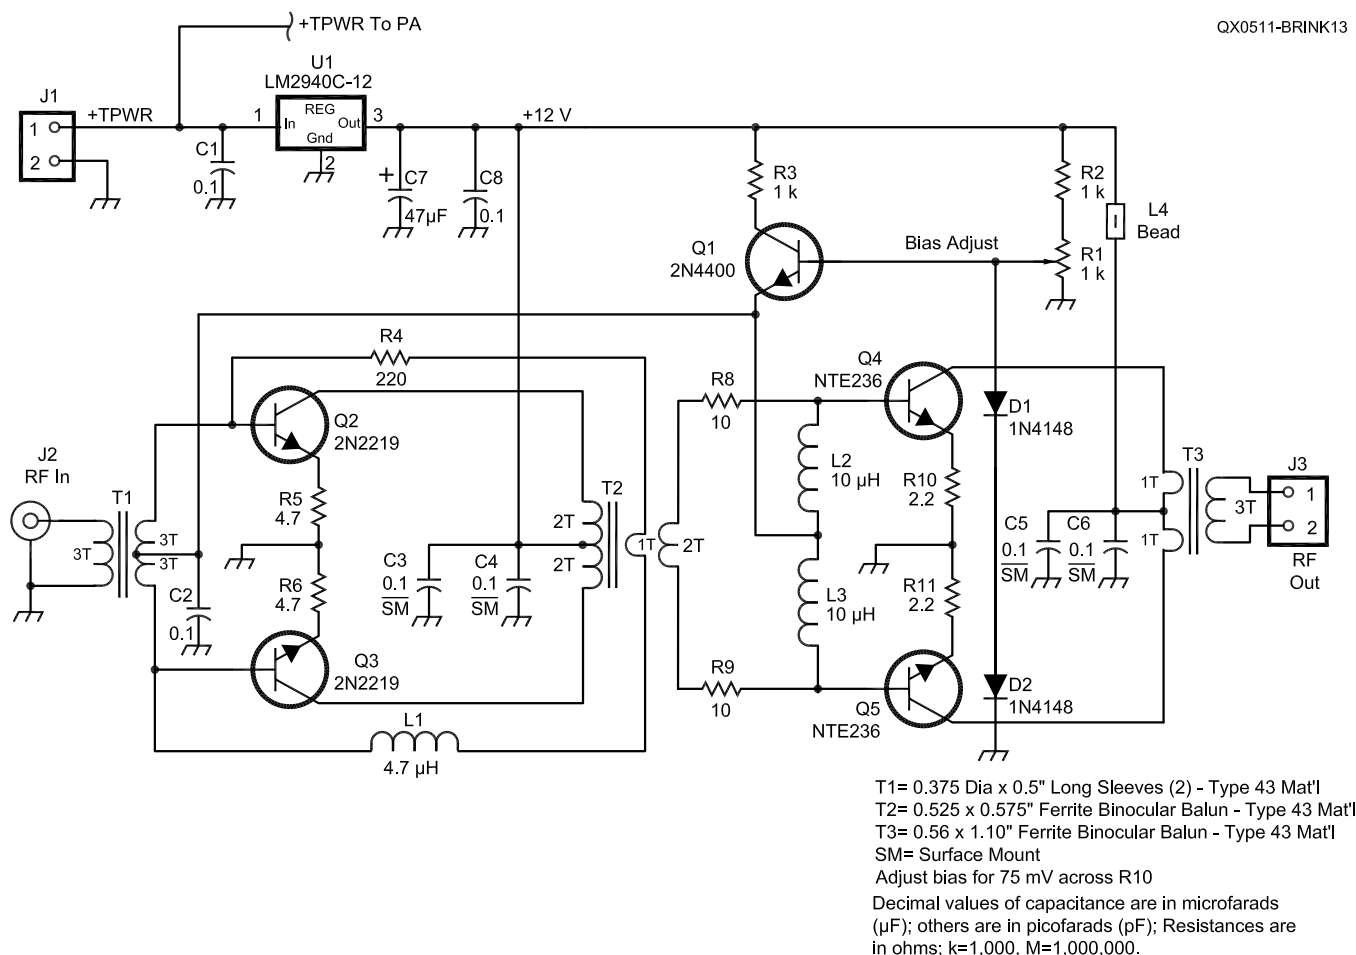 +TPWR To PA
QX0511-BRINK13
U1
LM2940C-12
J1
+TPWR
1
REG
In
Out
Gnd
3
+12 V
1
2
2
C1
0.1
+
C7
47µF
C8
0.1
R3
1 k
R2
1 k
L4
Bead
Q1
2N4400
Bias Adjust
R1
1 k
R4
220
Q4
NTE236
R8
10
Q2
2N2219
D1
1N4148
J2
RF In
L2
10 µH
T3
J3
T1
R5
4.7
T2
R10
2.2
1T
3T
1
2
3T
3T
3T
2T
2T
1T
2T
C3
0.1
SM
C4
0.1
SM
C5
0.1
SM
C6
0.1
SM
1T
RF
Out
C2
0.1
R6
4.7
L3
10 µH
R11
2.2
Q3
2N2219
R9
10
Q5
NTE236
D2
1N4148
L1
4.7 µH
T1= 0.375 Dia x 0.5" Long Sleeves (2) - Type 43 Mat'l
T2= 0.525 x 0.575" Ferrite Binocular Balun - Type 43 Mat'l
T3= 0.56 x 1.10" Ferrite Binocular Balun - Type 43 Mat'l
SM= Surface Mount
Adjust bias for 75 mV across R10
Decimal values of capacitance are in microfarads
(µF); others are in picofarads (pF); Resistances are
in ohms; k=1,000, M=1,000,000.